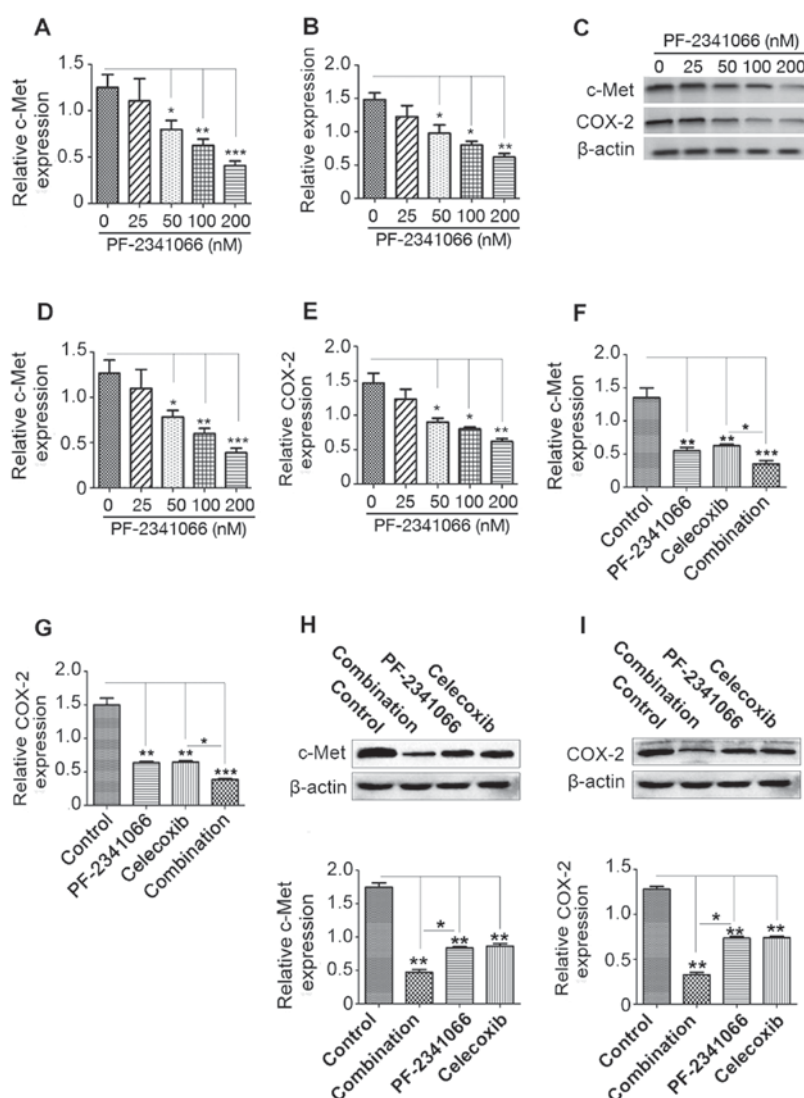 A
Relative c-Met
expression
1.5
1.0
0.5
0
*
**
***
0 25 50 100 200
PF-2341066 (nM)
B
Relative expression
2.0
1.5
1.0
0.5
0
*
*
**
0 25 50 100 200
PF-2341066 (nM)
C
PF-2341066 (nM)
0 25 50 100 200
c-Met
COX-2
β-actin
D
Relative c-Met
expression
1.5
1.0
0.5
0
*
**
***
0 25 50 100 200
PF-2341066 (nM)
E
Relative COX-2
expression
2.0
1.5
1.0
0.5
0
*
*
**
0 25 50 100 200
PF-2341066 (nM)
F
Relative c-Met
expression
2.0
1.5
1.0
0.5
0
**
**
*
***
Control
PF-2341066
Celecoxib
Combination
G
Relative COX-2
expression
2.0
1.5
1.0
0.5
0
**
**
*
***
Control
PF-2341066
Celecoxib
Combination
H
Control
Combination
PF-2341066
Celecoxib
c-Met
β-actin
Relative c-Met
expression
2.0
1.5
1.0
0.5
0
**
*
**
**
Control
Combination
PF-2341066
Celecoxib
I
Control
Combination
PF-2341066
Celecoxib
COX-2
β-actin
Relative COX-2
expression
1.5
1.0
0.5
0
**
*
**
**
Control
Combination
PF-2341066
Celecoxib